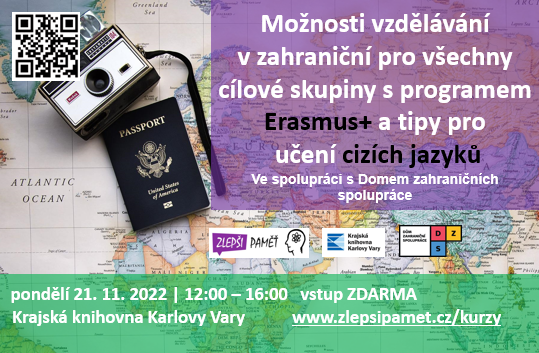 Možnosti vzdělávání
v zahraniční pro všechny
cílové skupiny s programem
Erasmus+ a tipy pro
učení cizích jazyků
Ve spolupráci s Domem zahraničních
spolupráce
PASSPORT
United States
of America
ATLANTIC
OCEAN
Greenland
Sea
ZLEPŠI PAMĚŤ
Krajská
knihovna
Karlovy Vary
DŮM
ZAHRANIČNÍ
SPOLUPRÁCE
D Z
S
pondělí 21. 11. 2022 | 12:00 – 16:00 vstup ZDARMA
Krajská knihovna Karlovy Vary www.zlepsipamet.cz/kurzy